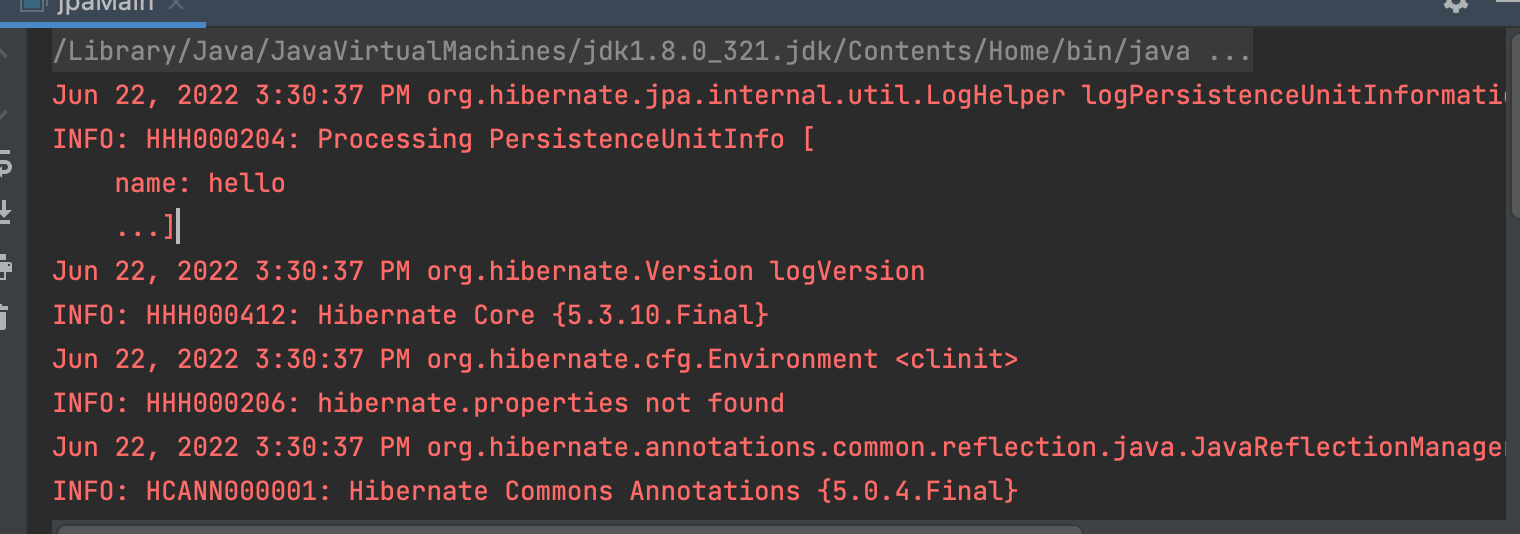 jpaMain
/Library/Java/JavaVirtualMachines/jdk1.8.0_321.jdk/Contents/Home/bin/java ...
Jun 22, 2022 3:30:37 PM org.hibernate.jpa.internal.util.LogHelper logPersistenceUnitInformatio
INFO: HHH000204: Processing PersistenceUnitInfo [
name: hello
...]
Jun 22, 2022 3:30:37 PM org.hibernate.Version logVersion
INFO: HHH000412: Hibernate Core {5.3.10.Final}
Jun 22, 2022 3:30:37 PM org.hibernate.cfg.Environment <clinit>
INFO: HHH000206: hibernate.properties not found
Jun 22, 2022 3:30:37 PM org.hibernate.annotations.common.reflection.java.JavaReflectionManager
INFO: HCANN000001: Hibernate Commons Annotations {5.0.4.Final}